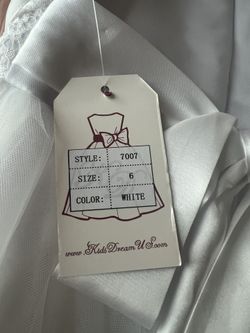 STYLE: 7007
SIZE: 6
COLOR: WHITE
www.KidsDreamUS.com